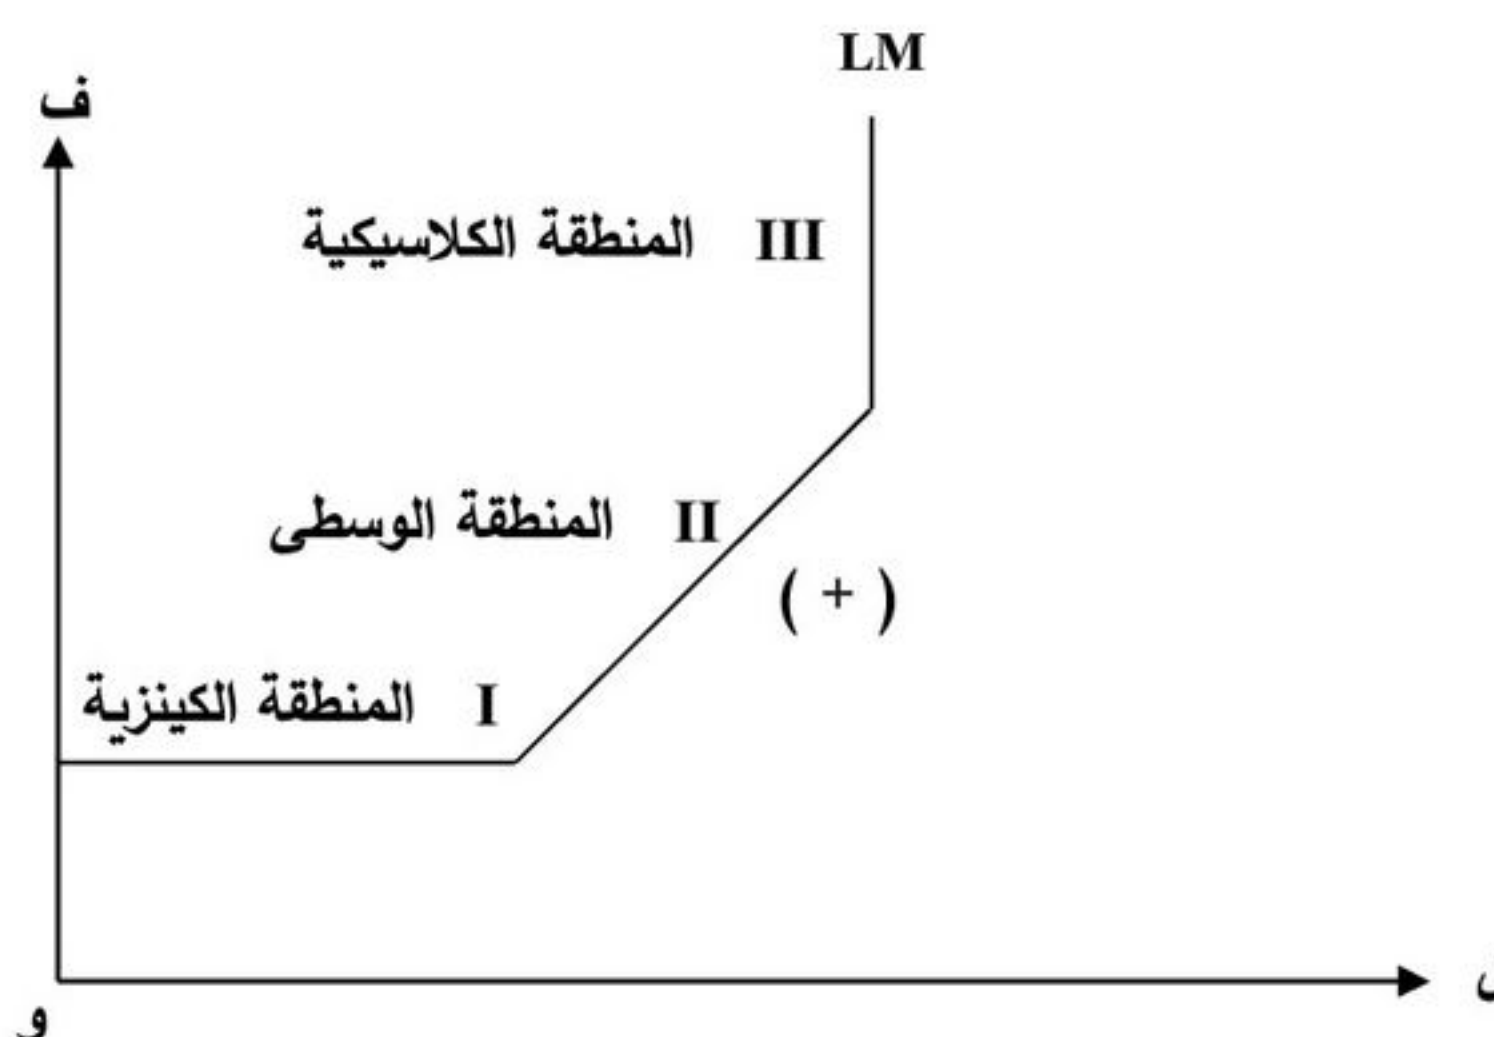 LM
ف
III المنطقة الكلاسيكية
II المنطقة الوسطى
( + )
I المنطقة الكينزية
و